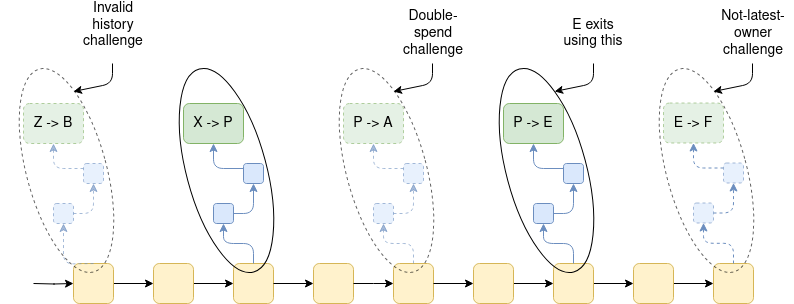 Invalid
history
challenge
Double-
spend
challenge
E exits
using this
Not-latest-
owner
challenge
Z -> B
X -> P
P -> A
P -> E
E -> F